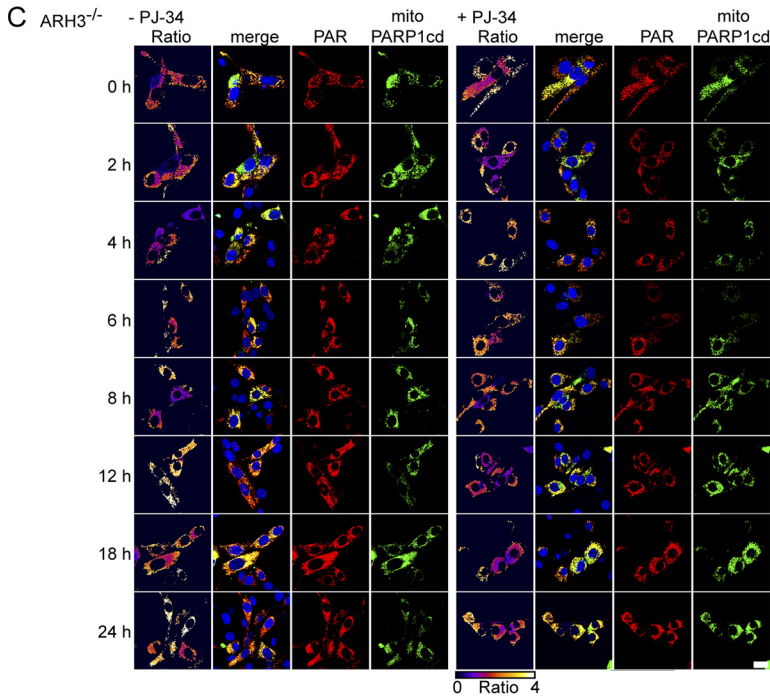 C ARH3-/- - PJ-34 mito + PJ-34 mito
Ratio merge PAR PARP1cd Ratio merge PAR PARP1cd
0 h
2 h
4 h
6 h
8 h
12 h
18 h
24 h
0 Ratio 4